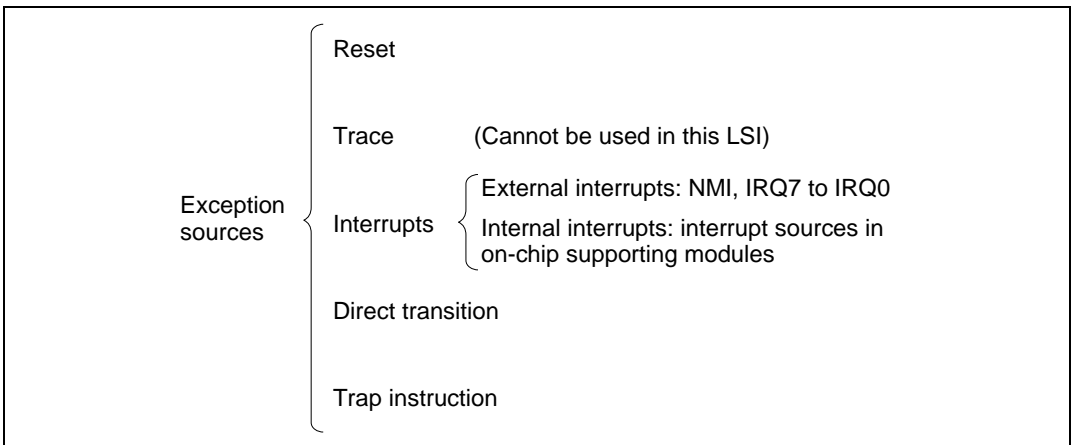 Reset
Trace (Cannot be used in this LSI)
Exception
sources
Interrupts
External interrupts: NMI, IRQ7 to IRQ0
Internal interrupts: interrupt sources in
on-chip supporting modules
Direct transition
Trap instruction